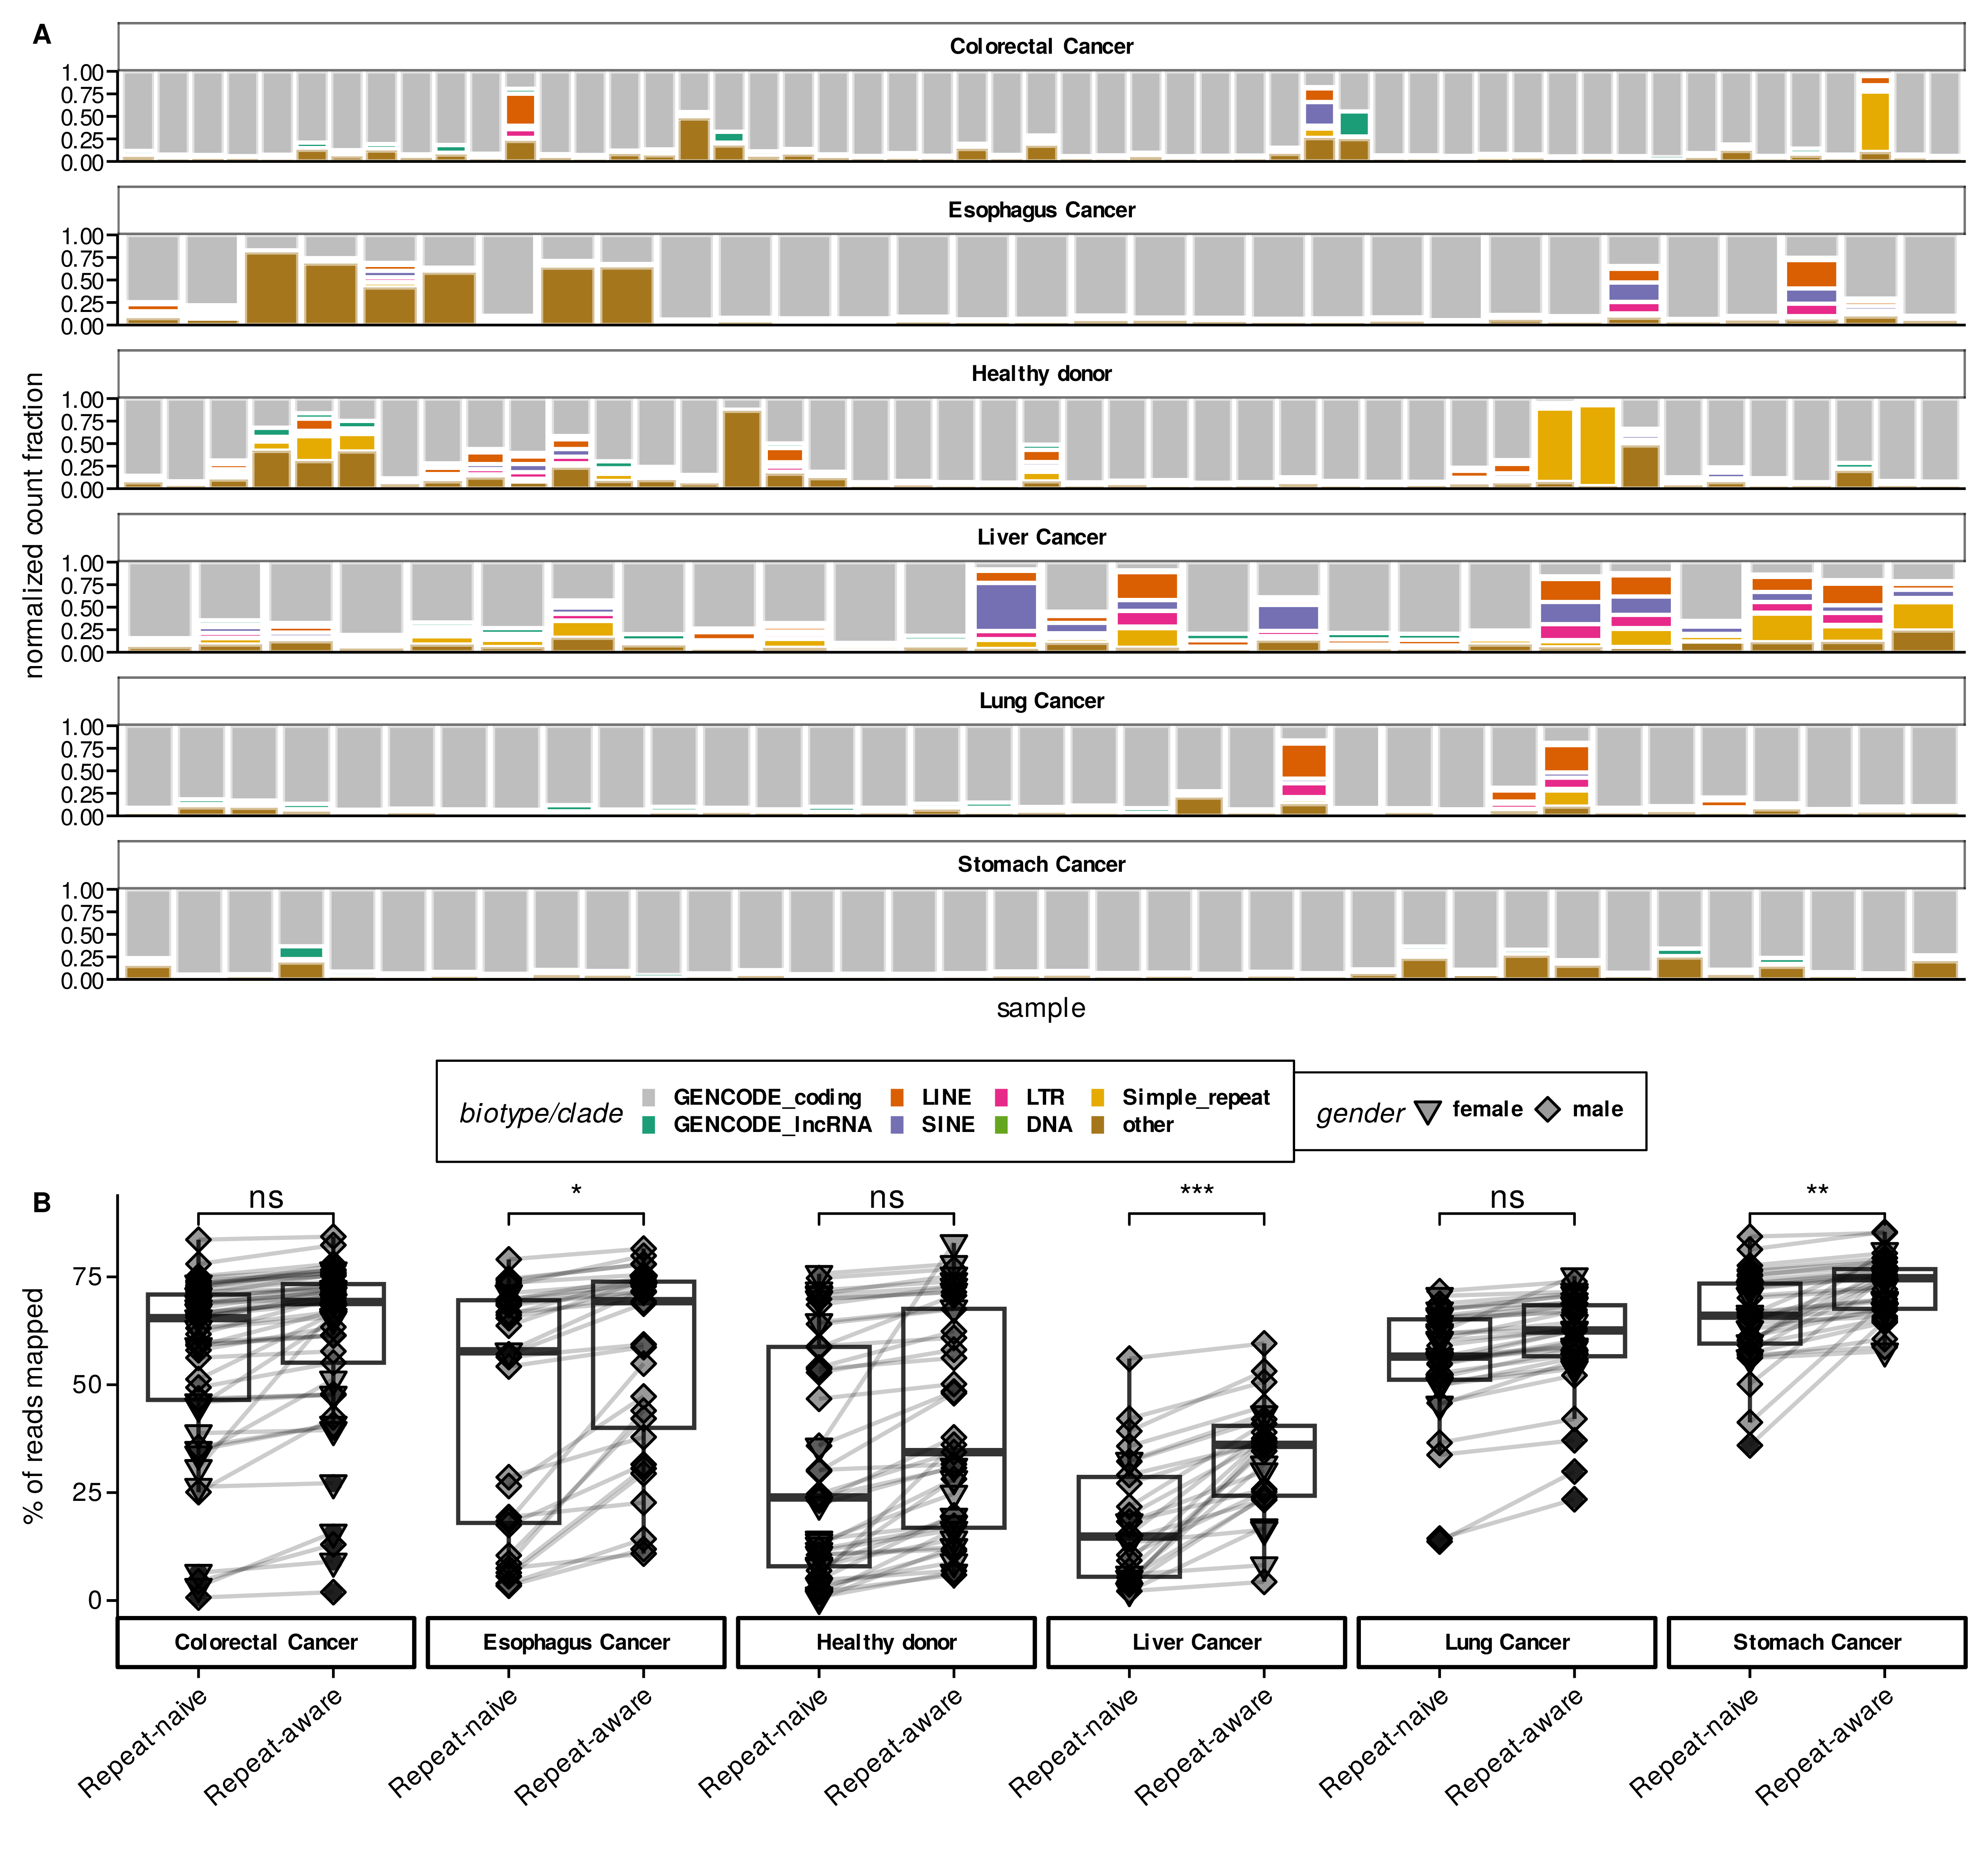 A
Colorectal Cancer
1.00
0.75
0.50
0.25
0.00
Esophagus Cancer
1.00
0.75
0.50
0.25
0.00
Healthy donor
1.00
0.75
0.50
0.25
0.00
normalized count fraction
Liver Cancer
1.00
0.75
0.50
0.25
0.00
Lung Cancer
1.00
0.75
0.50
0.25
0.00
Stomach Cancer
1.00
0.75
0.50
0.25
0.00
sample
biotype/clade
GENCODE_coding LINE LTR Simple_repeat
GENCODE_lncRNA SINE DNA other
gender female male
B
ns * ns *** ns **
% of reads mapped
75
50
25
0
Colorectal Cancer Esophagus Cancer Healthy donor Liver Cancer Lung Cancer Stomach Cancer
Repeat-naive Repeat-aware Repeat-naive Repeat-aware Repeat-naive Repeat-aware Repeat-naive Repeat-aware Repeat-naive Repeat-aware Repeat-naive Repeat-aware